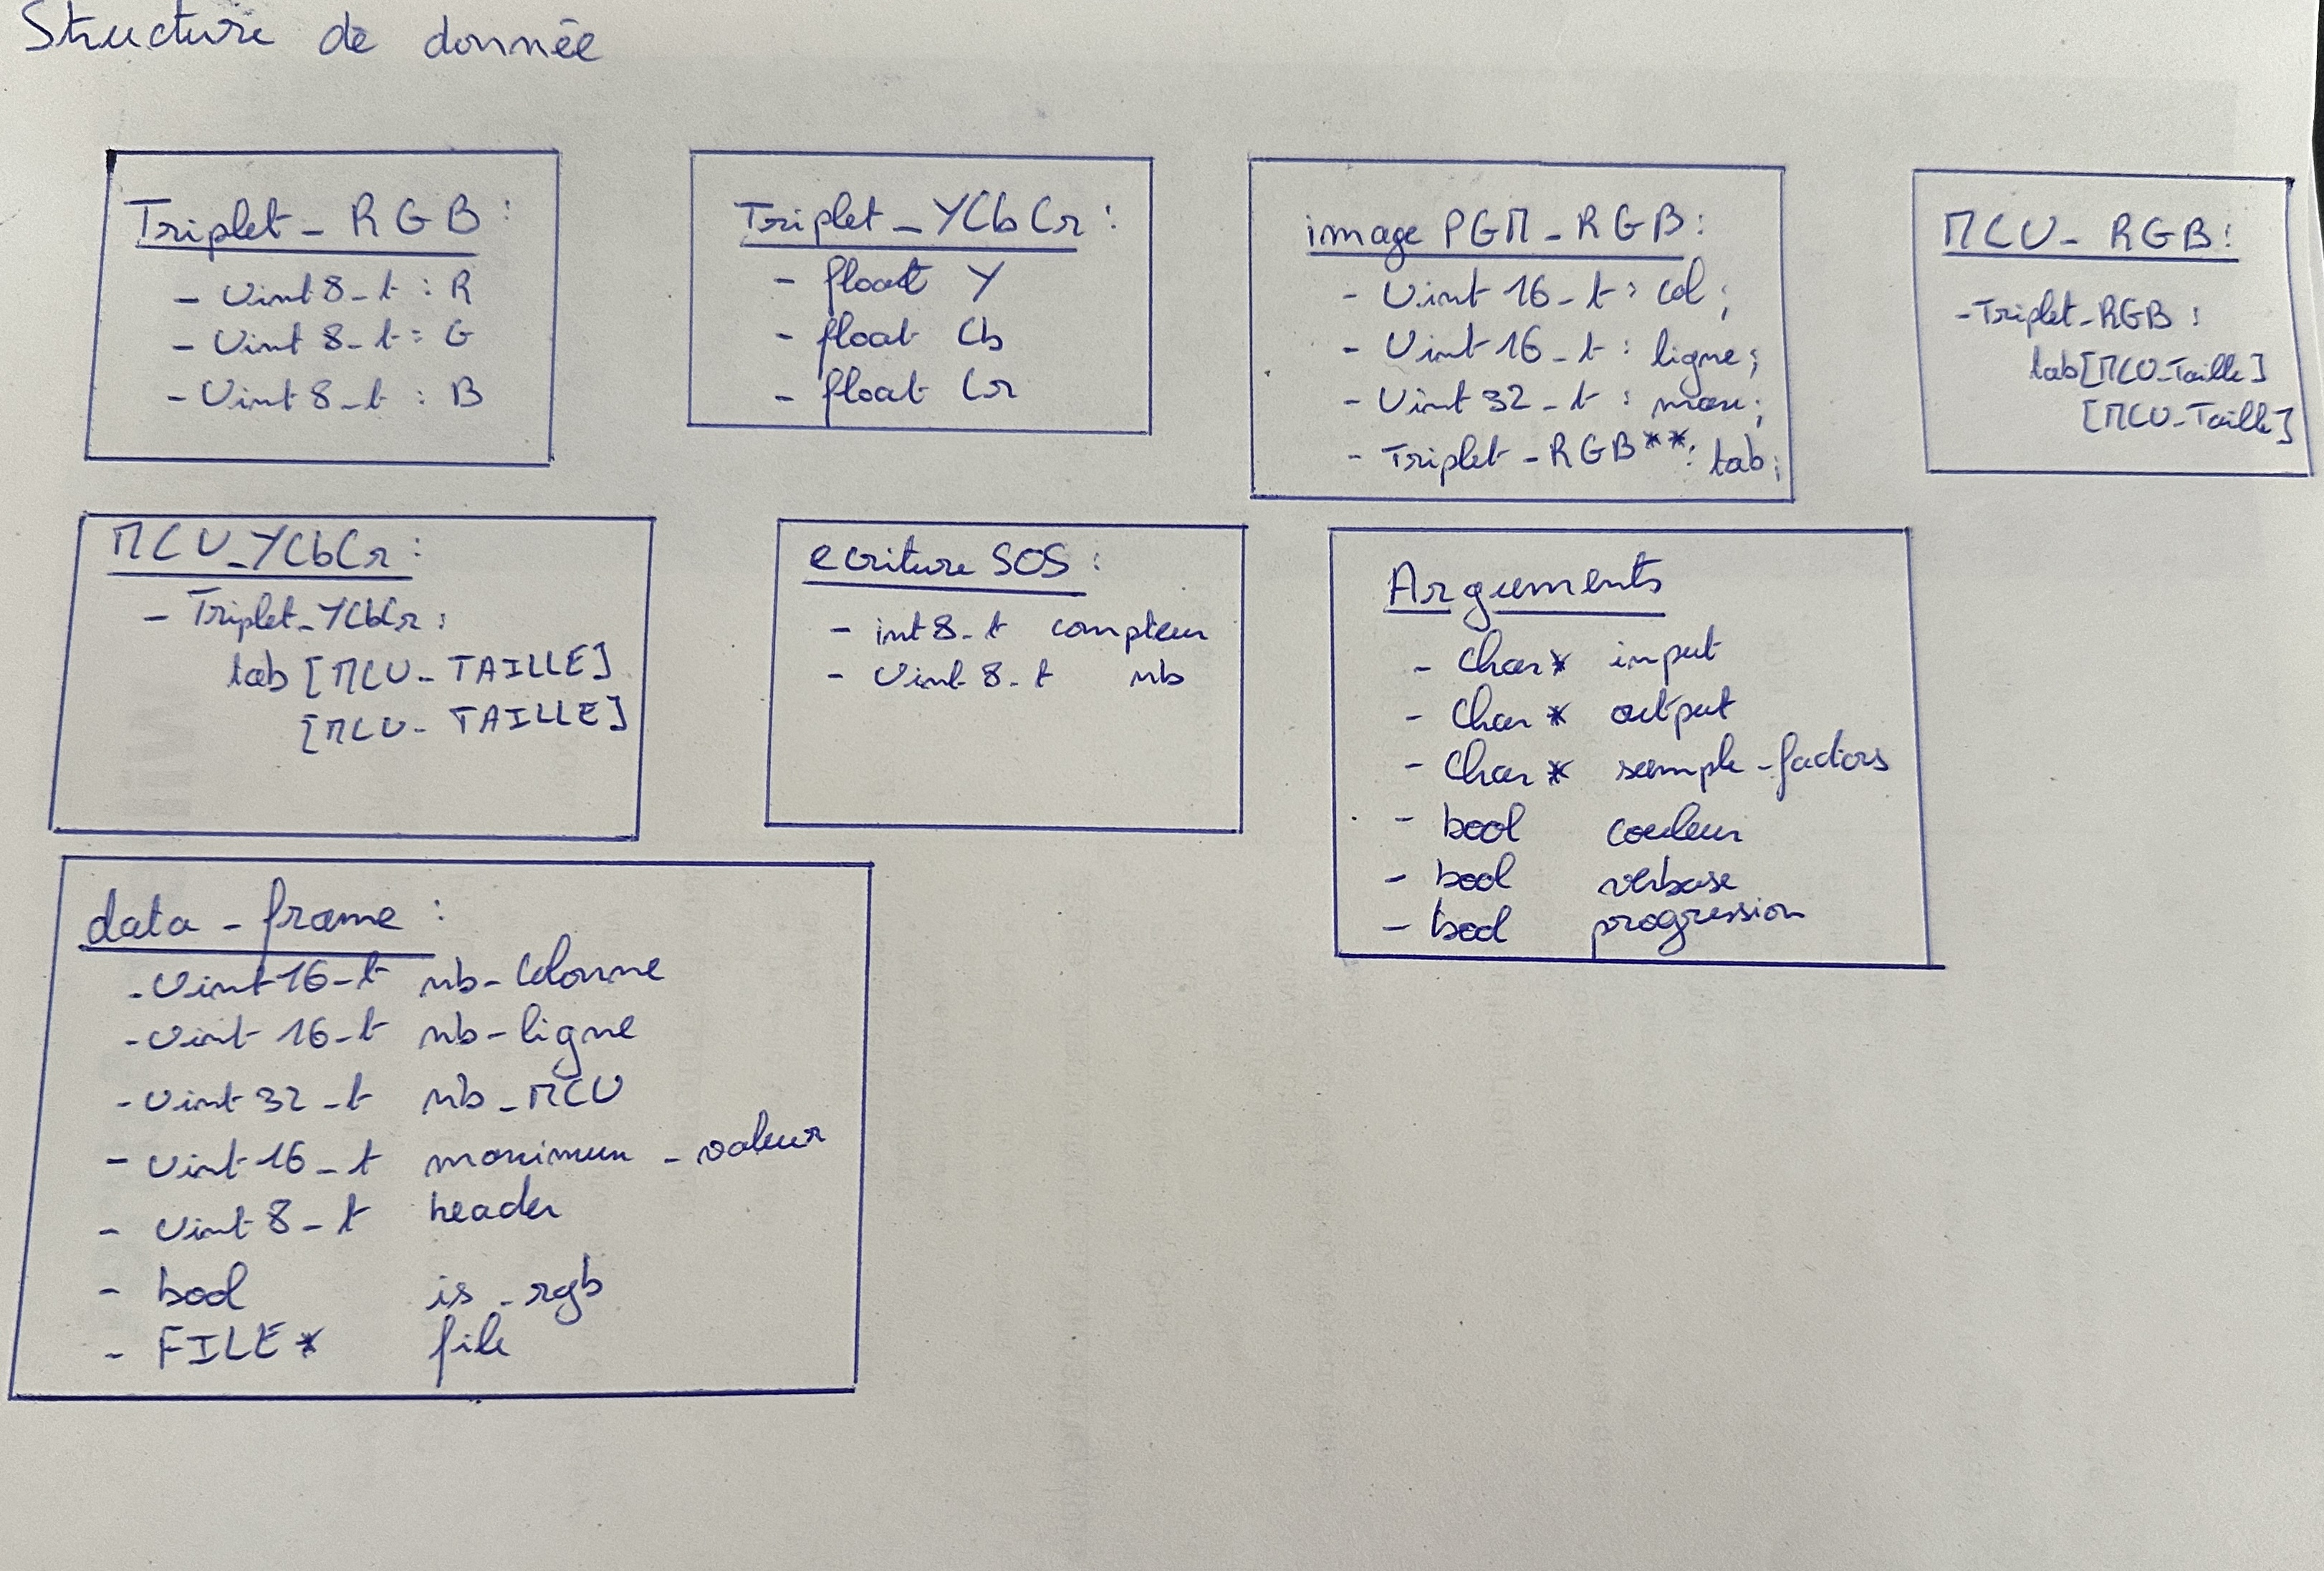 Structure de donnée
Triplet_RGB :
- Uint8_t : R
- Uint8_t : G
- Uint8_t : B
Triplet_YCbCr :
- float Y
- float Cb
- float Cr
image PGM_RGB :
- Uint16_t : col ;
- Uint16_t : ligne ;
- Uint32_t : max ;
- Triplet_RGB** : tab ;
MCU_RGB :
- Triplet_RGB :
tab[MCU_Taille]
[MCU_Taille]
MCU_YCbCr :
- Triplet_YCbCr :
tab [MCU_TAILLE]
[MCU_TAILLE]
ecriture SOS :
- int8_t compteur
- Uint8_t nb
Arguments
- Char* input
- Char* output
- Char* sample_factors
- bool couleur
- bool verbose
- bool progression
data_frame :
- Uint16_t nb_Colonne
- Uint16_t nb_ligne
- Uint32_t nb_MCU
- Uint16_t maximum_valeur
- Uint8_t header
- bool is_rgb
- FILE* file